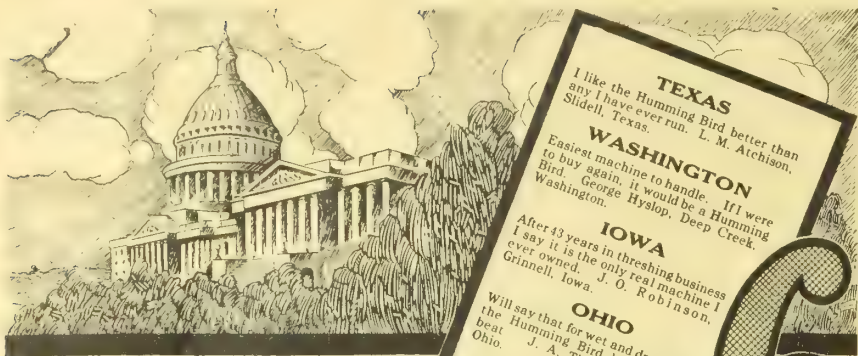 TEXAS
I like the Humming Bird better than
any I have ever run. L. M. Atchison,
Slidell, Texas.
WASHINGTON
Easiest machine to handle. If I were
to buy again, it would be a Humming
Bird. George Hyslop, Deep Creek,
Washington.
IOWA
After 43 years in threshing business
I say it is the only real machine I
ever owned. J. O. Robinson,
Grinnell, Iowa.
OHIO
Will say that for wet and
the Humming Bird
beat J. A.
Ohio.